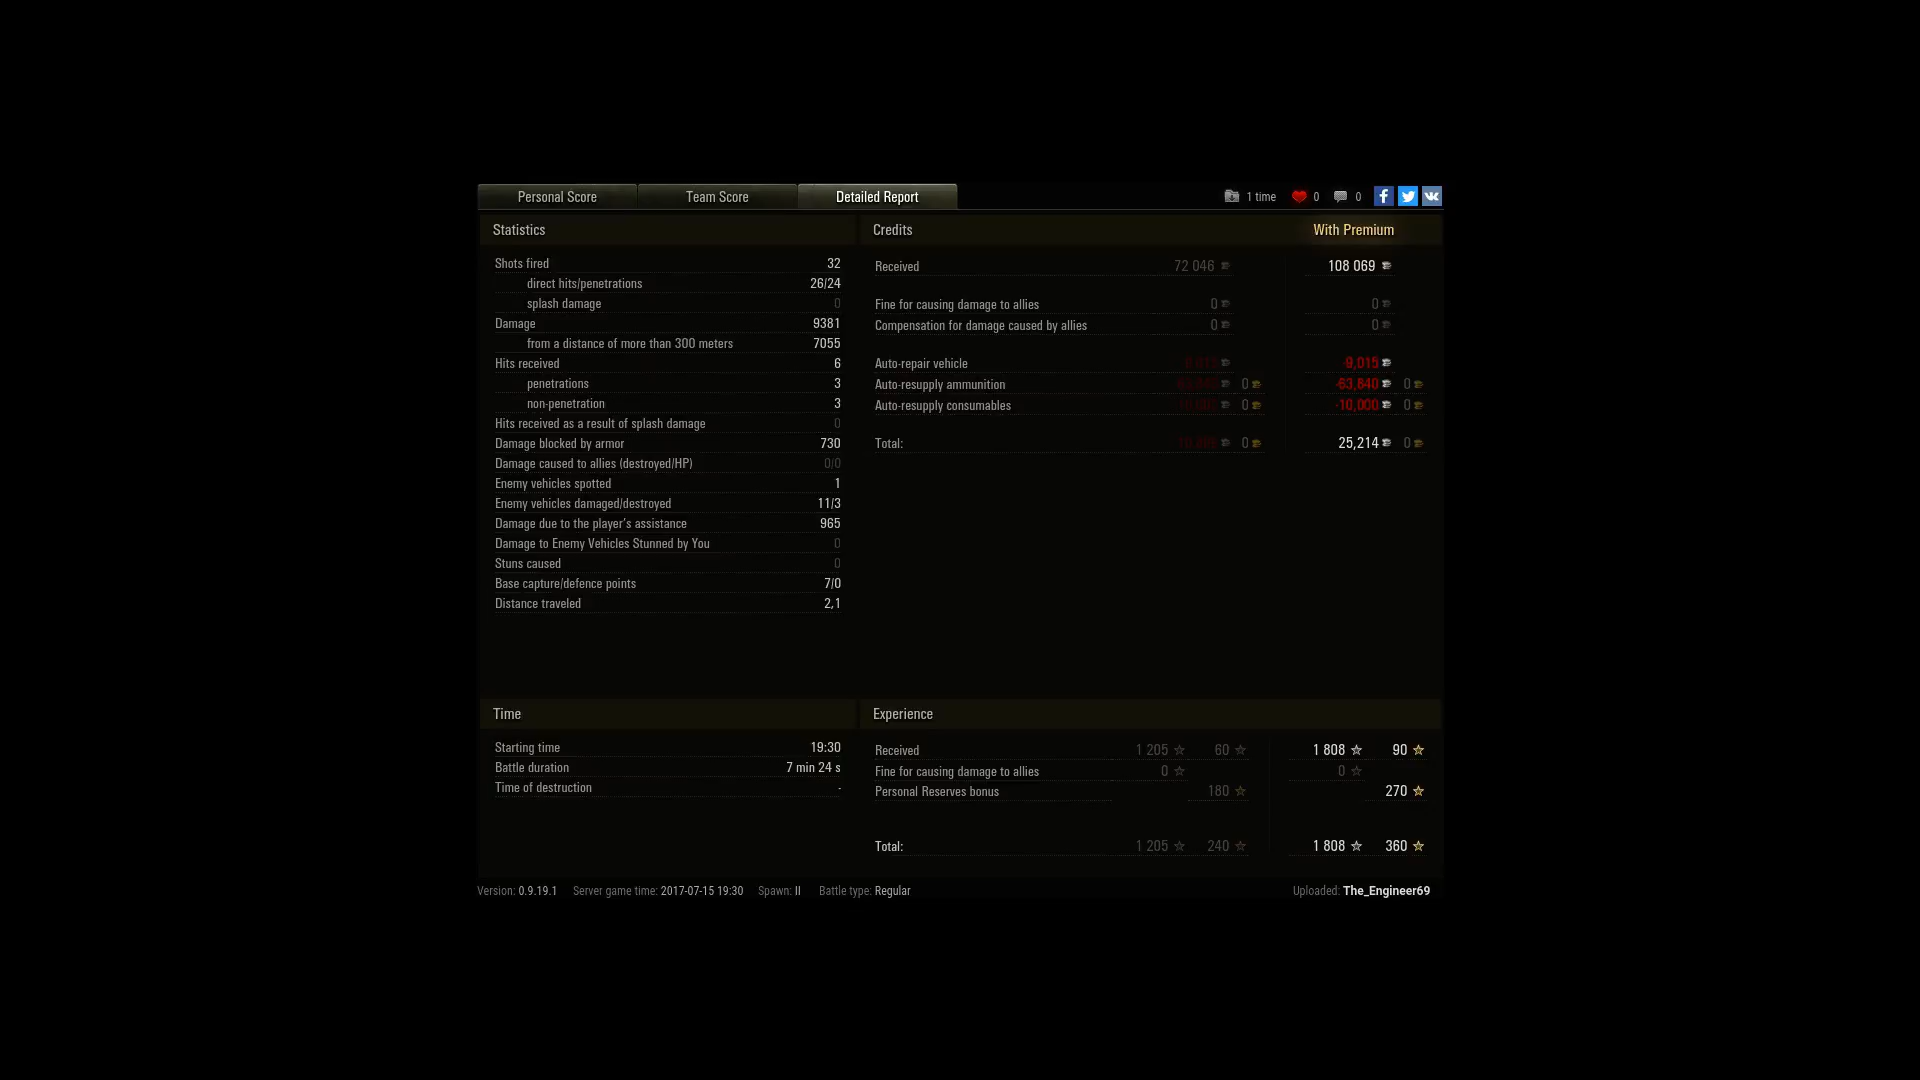 Personal Score Team Score Detailed Report 1 time 0 0
Statistics
Shots fired 32
direct hits/penetrations 26/24
splash damage 0
Damage 9381
from a distance of more than 300 meters 7055
Hits received 6
penetrations 3
non-penetration 3
Hits received as a result of splash damage 0
Damage blocked by armor 730
Damage caused to allies (destroyed/HP) 0/0
Enemy vehicles spotted 1
Enemy vehicles damaged/destroyed 11/3
Damage due to the player's assistance 965
Damage to Enemy Vehicles Stunned by You 0
Stuns caused 0
Base capture/defence points 7/0
Distance traveled 2,1
Credits With Premium
Received 72 046 108 069
Fine for causing damage to allies 0 0
Compensation for damage caused by allies 0 0
Auto-repair vehicle -9,015
Auto-resupply ammunition 0 -63,840 0
Auto-resupply consumables 0 -10,000 0
Total: 0 25,214 0
Time
Starting time 19:30
Battle duration 7 min 24 s
Time of destruction -
Experience
Received 1 205 60 1 808 90
Fine for causing damage to allies 0 0
Personal Reserves bonus 180 270
Total: 1 205 240 1 808 360
Version: 0.9.19.1 Server game time: 2017-07-15 19:30 Spawn: II Battle type: Regular Uploaded: The_Engineer69